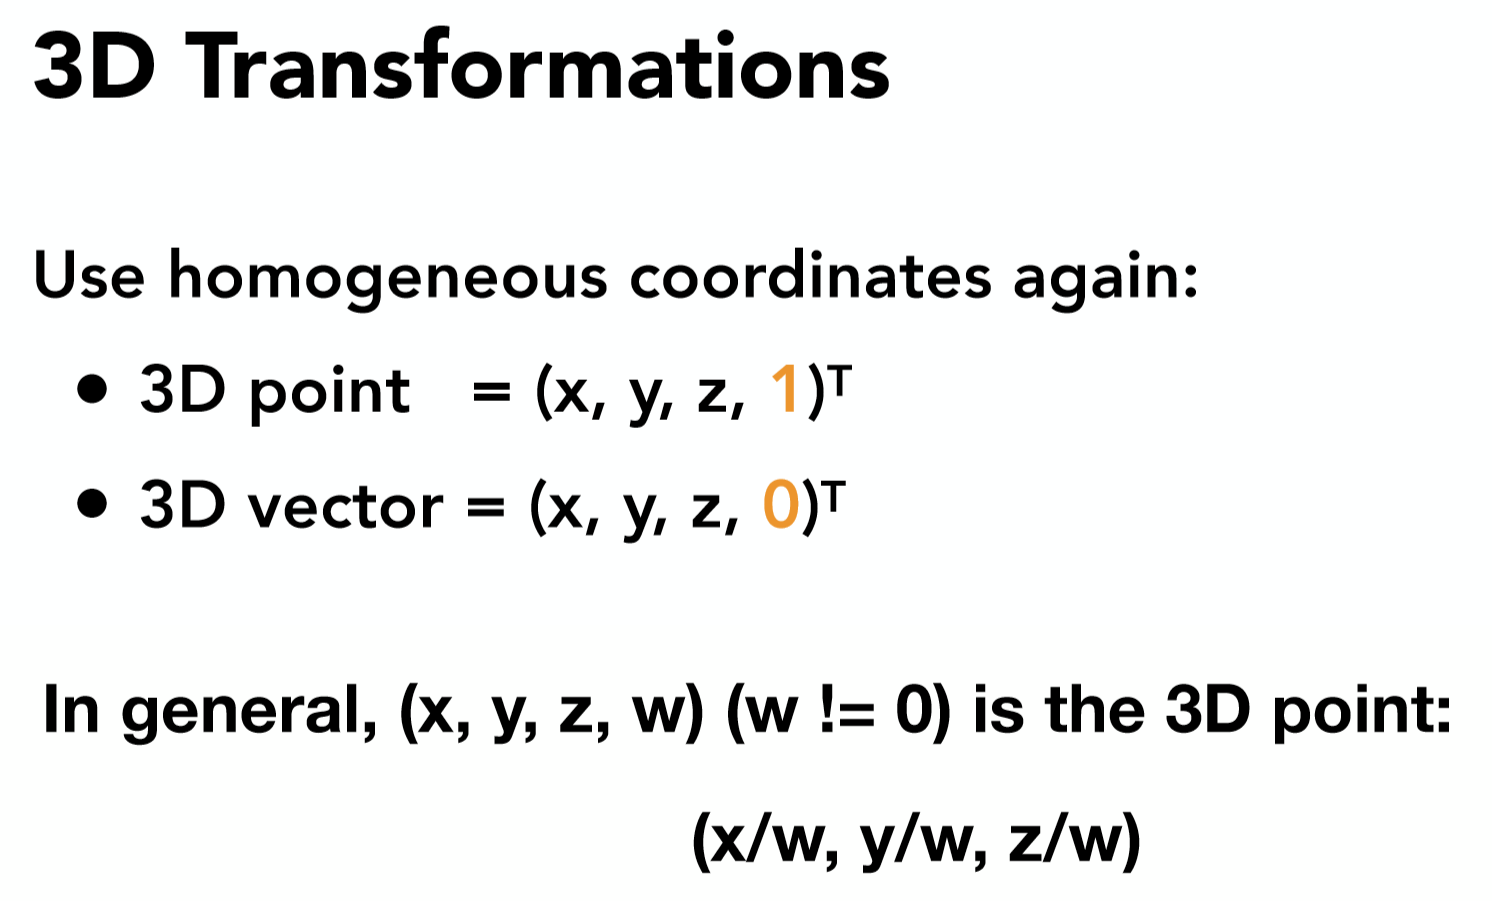 3D Transformations
Use homogeneous coordinates again:
• 3D point = (x, y, z, 1)ᵀ
• 3D vector = (x, y, z, 0)ᵀ
In general, (x, y, z, w) (w != 0) is the 3D point:
(x/w, y/w, z/w)